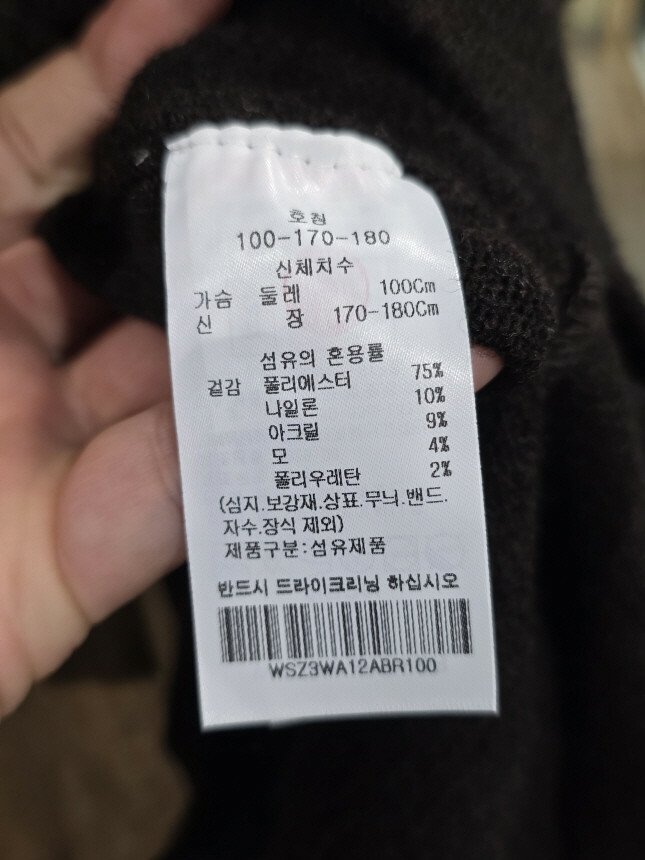 호칭
100-170-180
신체치수
가슴 둘레 100Cm
신 장 170-180Cm
섬유의 혼용률
겉감 폴리에스터 75%
나일론 10%
아크릴 9%
모 4%
폴리우레탄 2%
(심지.보강재.상표.무늬.밴드.
자수.장식 제외)
제품구분:섬유제품
반드시 드라이크리닝 하십시오
WSZ3WA12ABR100